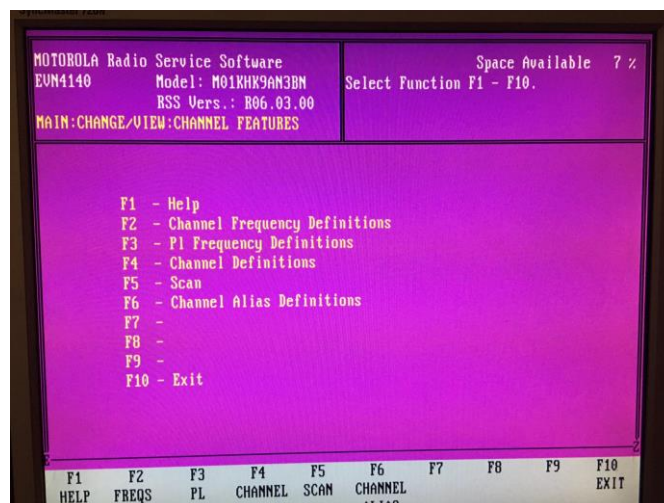 MOTOROLA Radio Service Software
EVN4140 Model: M01KHK9AN3BN
RSS Vers.: R06.03.00
MAIN:CHANGE/VIEW:CHANNEL FEATURES
Space Available 7 %
Select Function F1 - F10.
F1 - Help
F2 - Channel Frequency Definitions
F3 - Pl Frequency Definitions
F4 - Channel Definitions
F5 - Scan
F6 - Channel Alias Definitions
F7 -
F8 -
F9 -
F10 - Exit
F1 F2 F3 F4 F5 F6 F7 F8 F9 F10
HELP FREQS PL CHANNEL SCAN CHANNEL EXIT